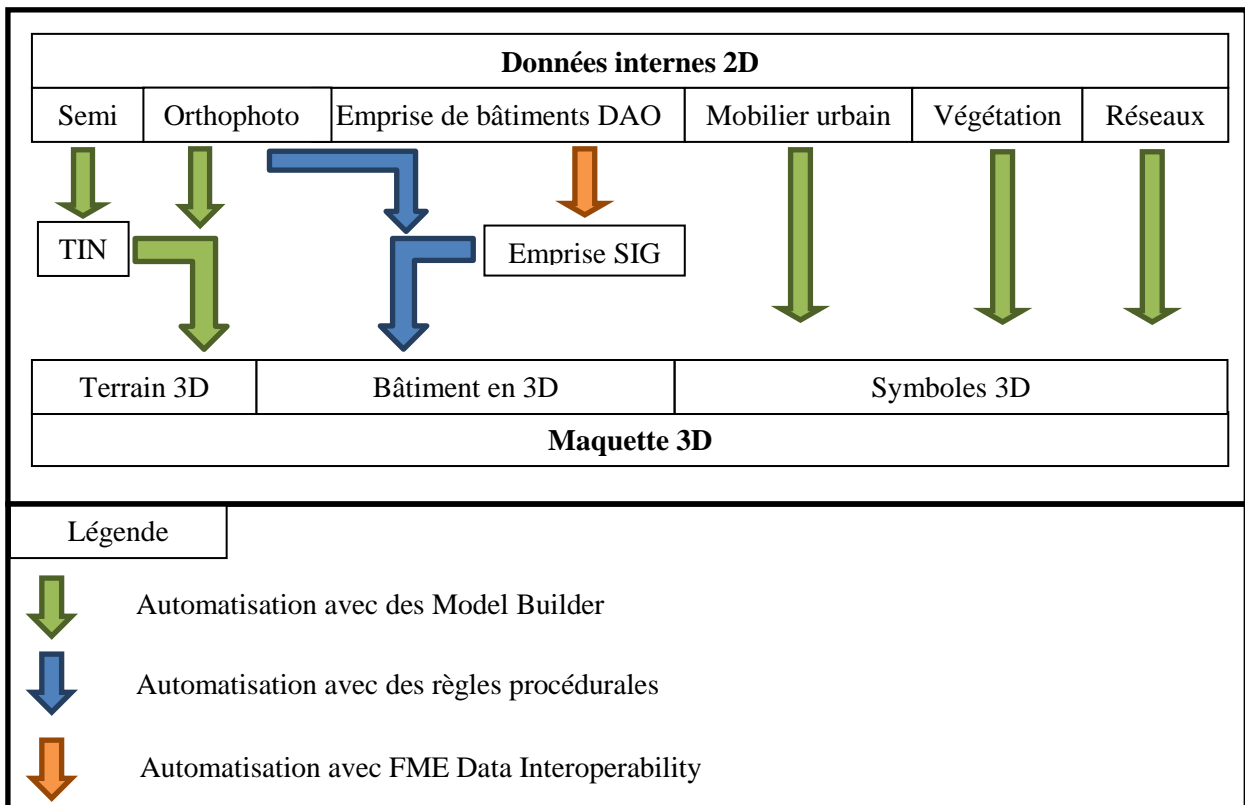 Données internes 2D
Semi Orthophoto Emprise de bâtiments DAO Mobilier urbain Végétation Réseaux
TIN Emprise SIG
Terrain 3D Bâtiment en 3D Symboles 3D
Maquette 3D
Légende
Automatisation avec des Model Builder
Automatisation avec des règles procédurales
Automatisation avec FME Data Interoperability